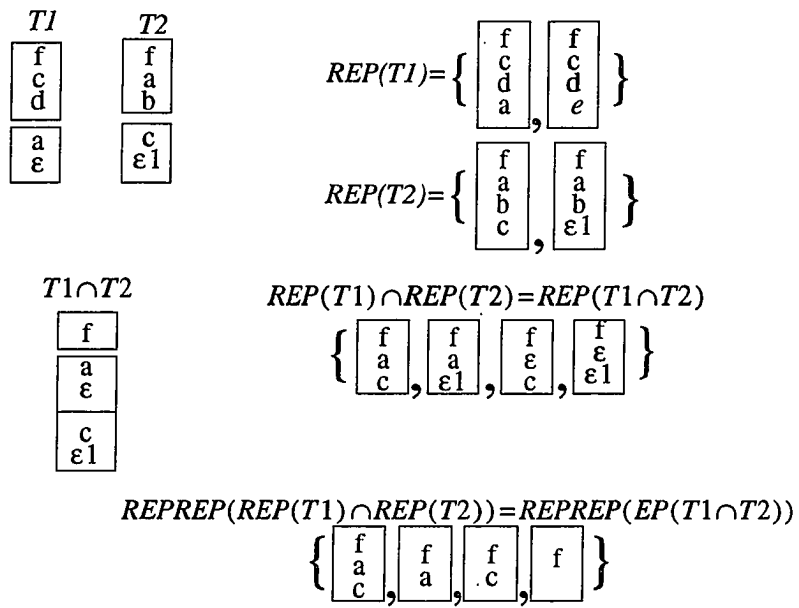 T1 T2
f f
c a
d b
a c
ε ε1
REP(T1)={
f f
c c
d d
a , e }
REP(T2)={
f f
a a
b b
c , ε1 }
T1∩T2
f
a
ε
c
ε1
REP(T1)∩REP(T2)=REP(T1∩T2)
{ f f f f
a a ε ε
c , ε1 , c , ε1 }
REPREP(REP(T1)∩REP(T2))=REPREP(EP(T1∩T2))
{ f f f f
a a c
c , , , }